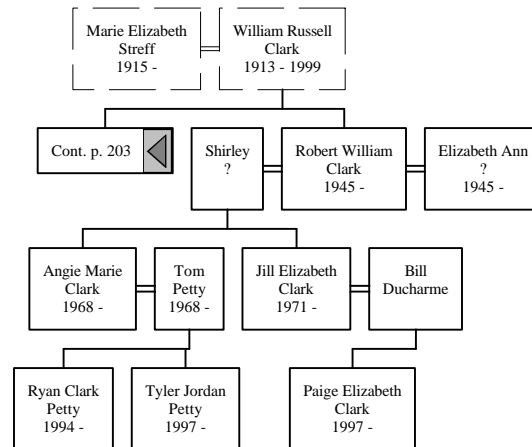 Marie Elizabeth
Streff
1915 -
William Russell
Clark
1913 - 1999
Cont. p. 203
Shirley
?
Robert William
Clark
1945 -
Elizabeth Ann
?
1945 -
Angie Marie
Clark
1968 -
Tom
Petty
1968 -
Jill Elizabeth
Clark
1971 -
Bill
Ducharme
Ryan Clark
Petty
1994 -
Tyler Jordan
Petty
1997 -
Paige Elizabeth
Clark
1997 -